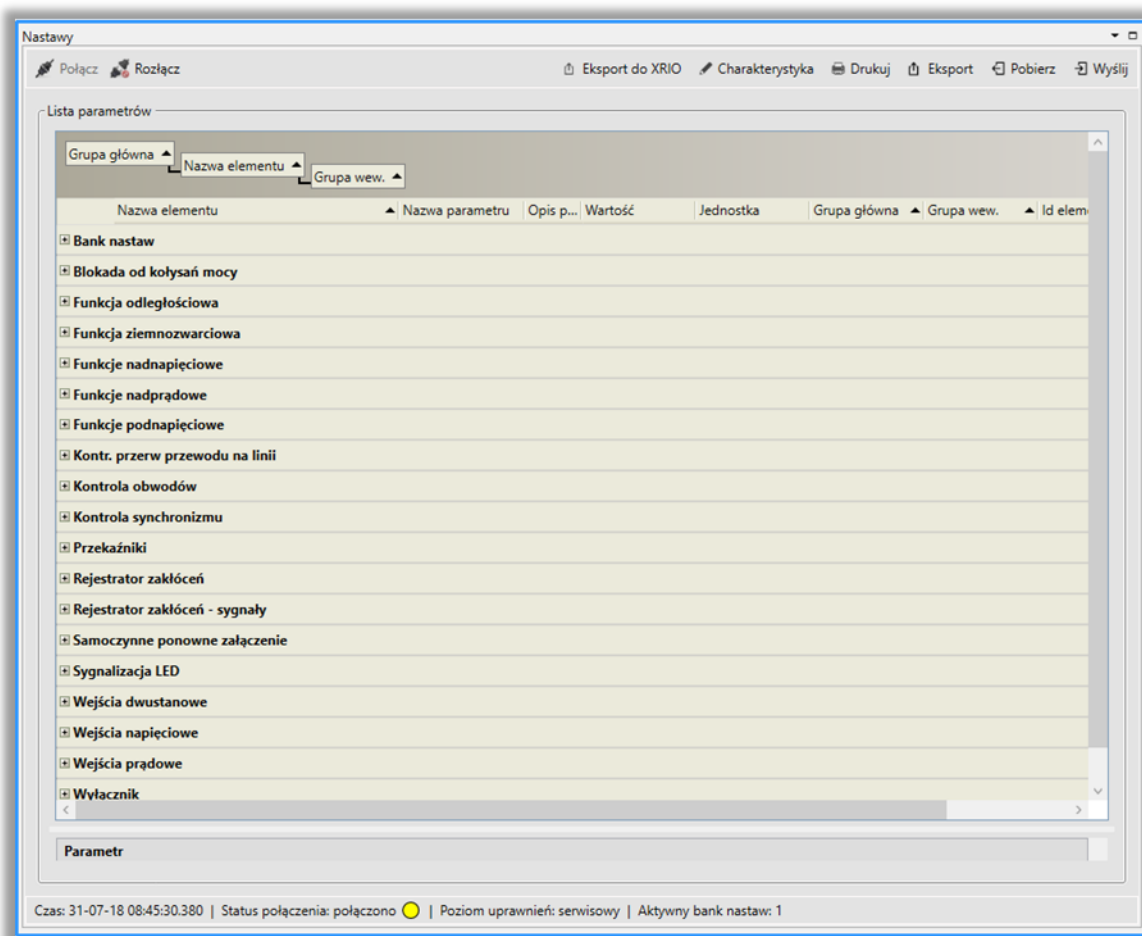 Nastawy
Połącz Rozłącz Eksport do XRIO Charakterystyka Drukuj Eksport Pobierz Wyślij
Lista parametrów
Grupa główna
Nazwa elementu
Grupa wew.
Nazwa elementu Nazwa parametru Opis p... Wartość Jednostka Grupa główna Grupa wew. Id elem
Bank nastaw
Blokada od kołysań mocy
Funkcja odległościowa
Funkcja ziemnozwarciowa
Funkcje nadnapięciowe
Funkcje nadprądowe
Funkcje podnapięciowe
Kontr. przerw przewodu na linii
Kontrola obwodów
Kontrola synchronizmu
Przekaźniki
Rejestrator zakłóceń
Rejestrator zakłóceń - sygnały
Samoczynne ponowne załączenie
Sygnalizacja LED
Wejścia dwustanowe
Wejścia napięciowe
Wejścia prądowe
Wyłącznik
Parametr
Czas: 31-07-18 08:45:30.380 | Status połączenia: połączono | Poziom uprawnień: serwisowy | Aktywny bank nastaw: 1